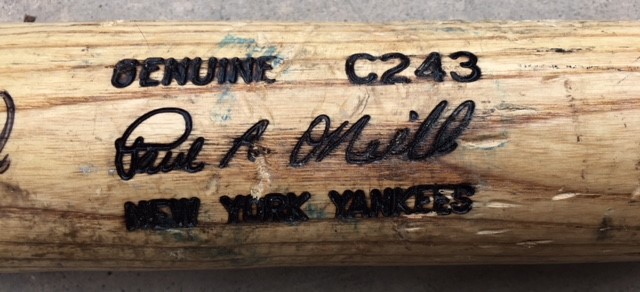 GENUINE C243
Paul A. O'Neill
NEW YORK YANKEES